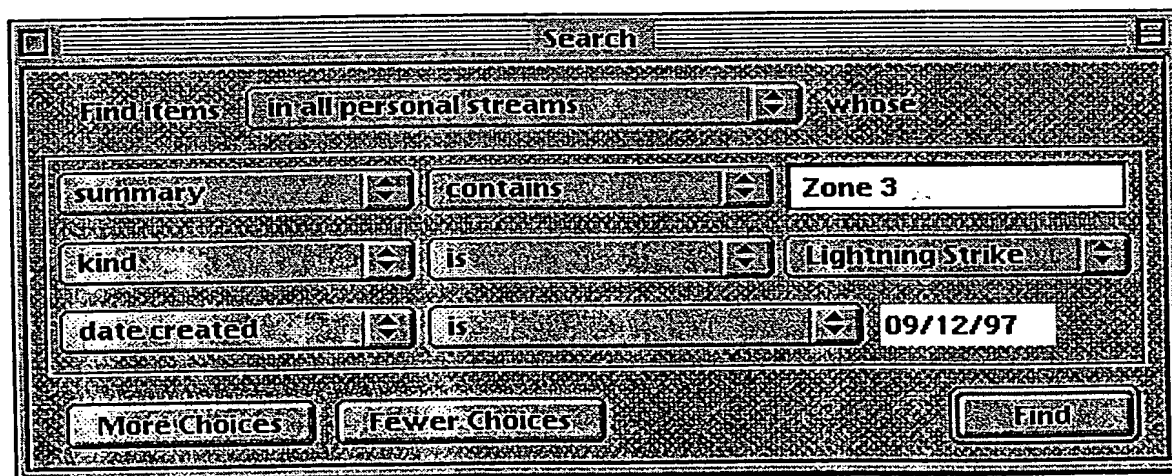 Search
Find items in all personal streams whose
summary contains Zone 3
kind is Lightning Strike
date created is 09/12/97
More Choices Fewer Choices Find